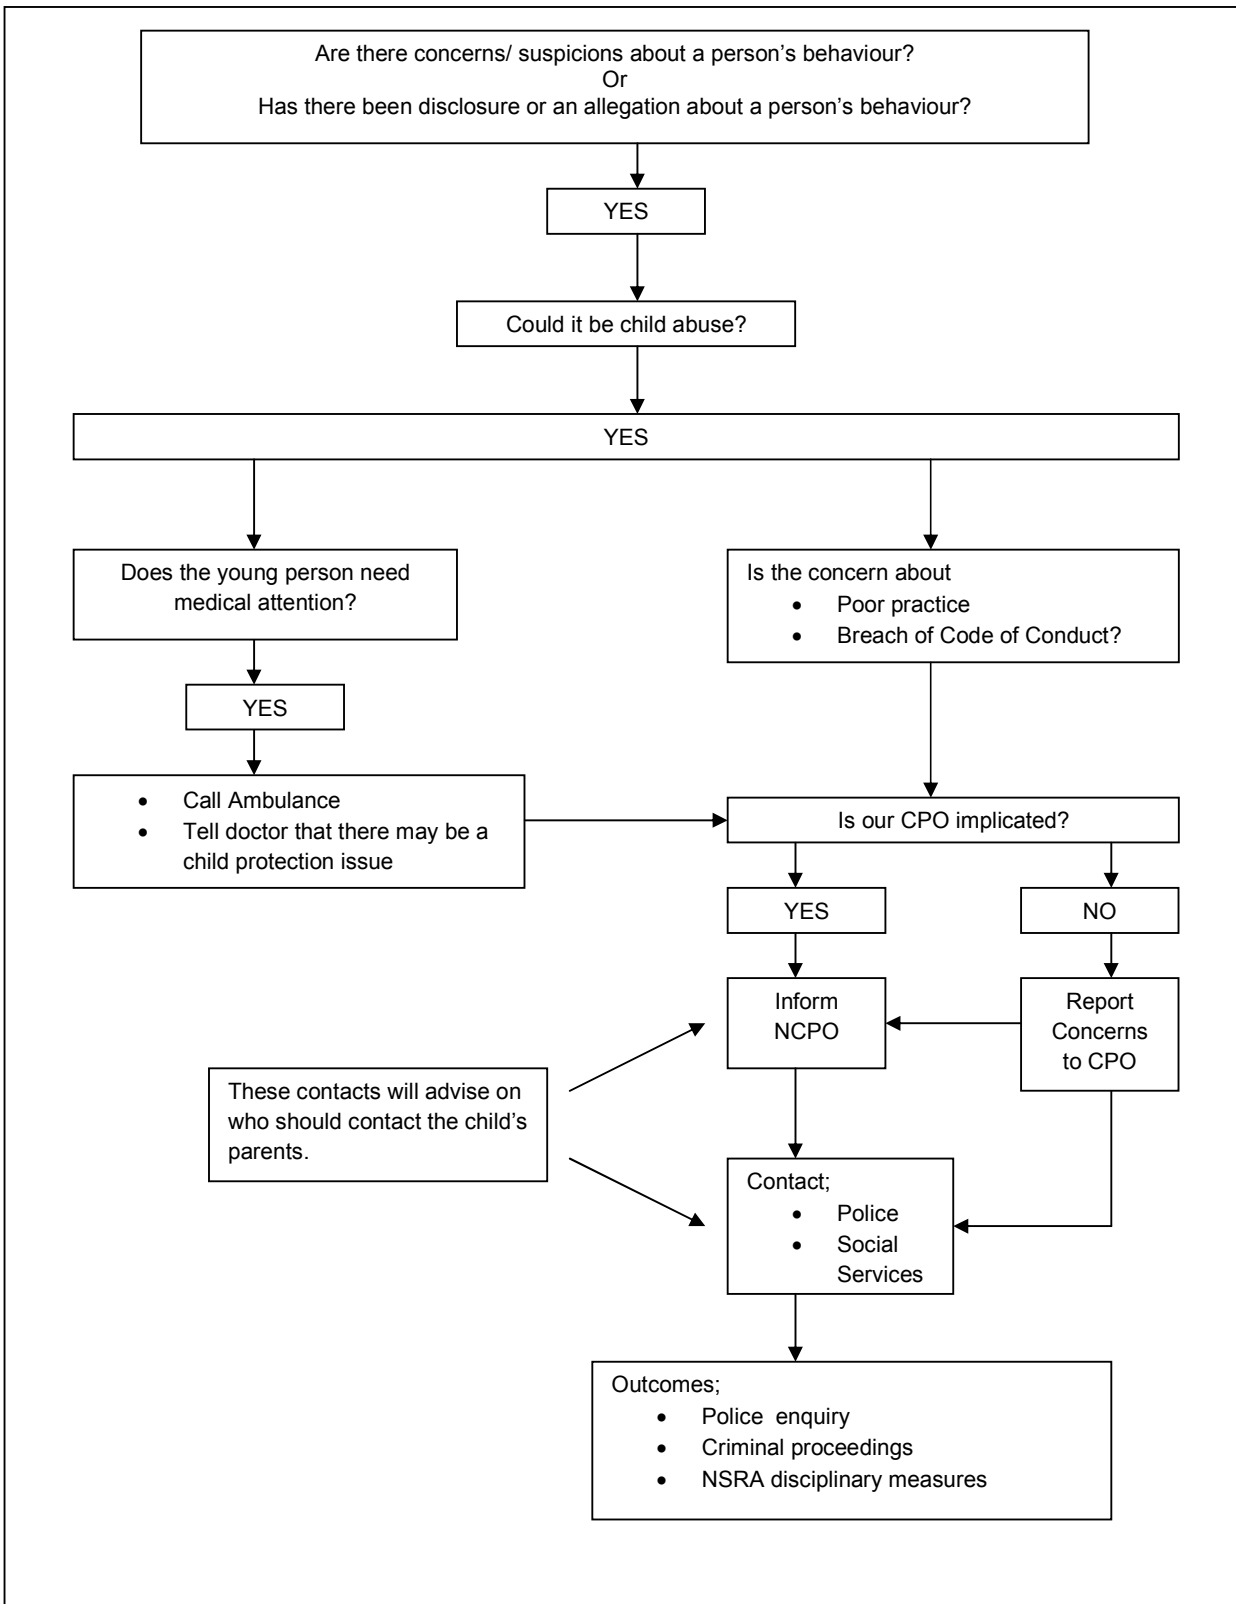 Are there concerns/ suspicions about a person's behaviour?
Or
Has there been disclosure or an allegation about a person's behaviour?
YES
Could it be child abuse?
YES
Does the young person need
medical attention?
Is the concern about
• Poor practice
• Breach of Code of Conduct?
YES
• Call Ambulance
• Tell doctor that there may be a
child protection issue
Is our CPO implicated?
YES
NO
Inform
NCPO
Report
Concerns
to CPO
These contacts will advise on
who should contact the child's
parents.
Contact;
• Police
• Social
Services
Outcomes;
• Police  enquiry
• Criminal proceedings
• NSRA disciplinary measures